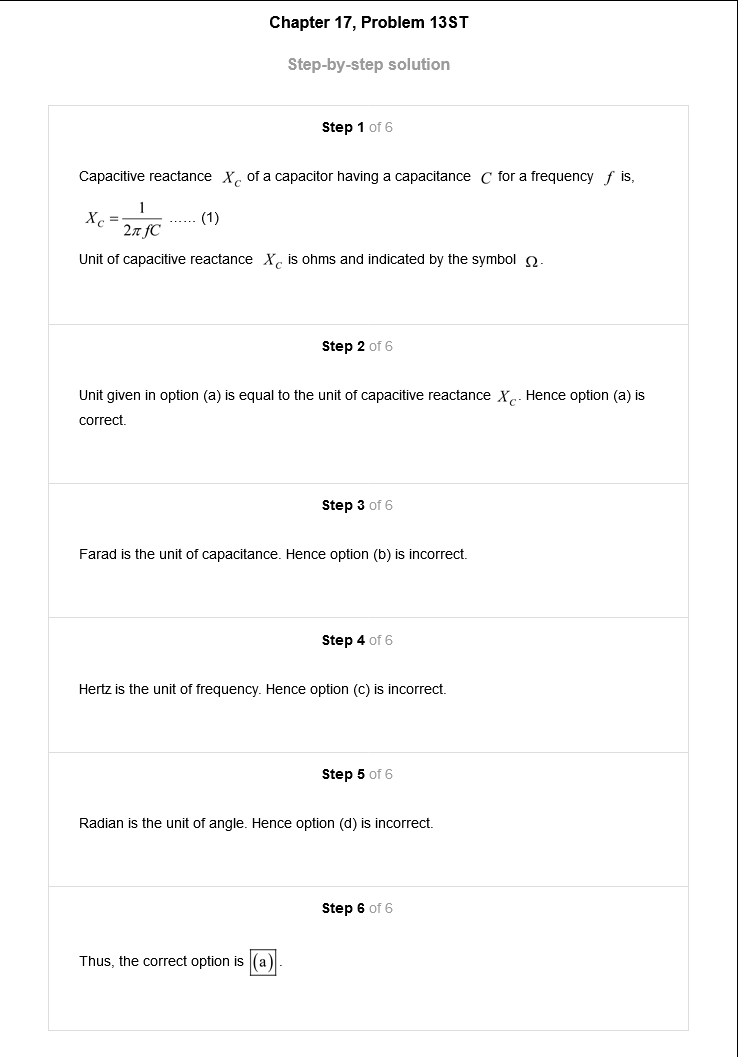 Chapter 17, Problem 13ST
Step-by-step solution
Step 1 of 6
Capacitive reactance X_C of a capacitor having a capacitance C for a frequency f is,
X_C = 1 / 2π fC ...... (1)
Unit of capacitive reactance X_C is ohms and indicated by the symbol Ω.
Step 2 of 6
Unit given in option (a) is equal to the unit of capacitive reactance X_C. Hence option (a) is
correct.
Step 3 of 6
Farad is the unit of capacitance. Hence option (b) is incorrect.
Step 4 of 6
Hertz is the unit of frequency. Hence option (c) is incorrect.
Step 5 of 6
Radian is the unit of angle. Hence option (d) is incorrect.
Step 6 of 6
Thus, the correct option is (a).